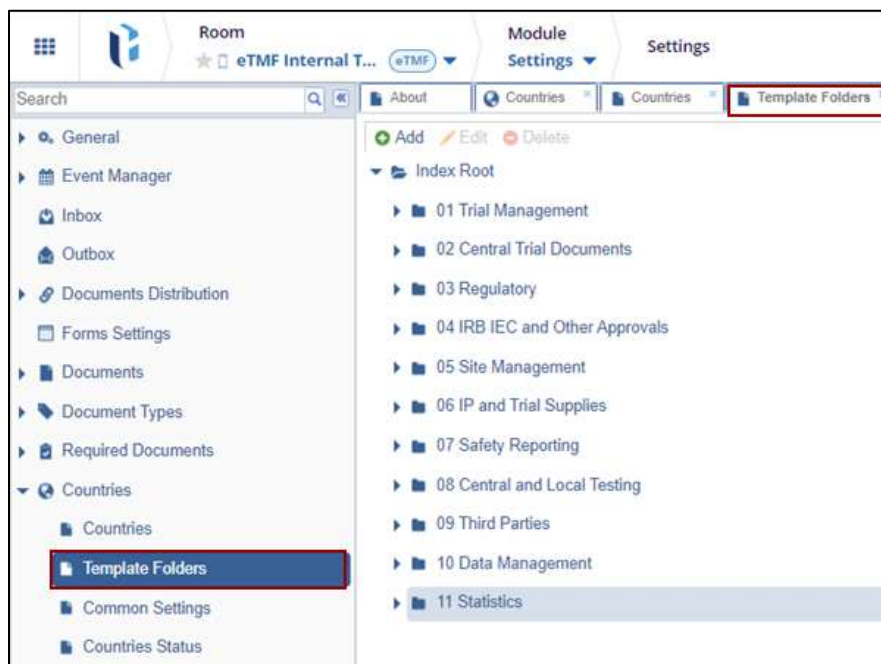 Room
eTMF Internal T... eTMF
Module
Settings
Settings
Search
About
Countries
Countries
Template Folders
General
Event Manager
Inbox
Outbox
Documents Distribution
Forms Settings
Documents
Document Types
Required Documents
Countries
Countries
Template Folders
Common Settings
Countries Status
Add Edit Delete
Index Root
01 Trial Management
02 Central Trial Documents
03 Regulatory
04 IRB IEC and Other Approvals
05 Site Management
06 IP and Trial Supplies
07 Safety Reporting
08 Central and Local Testing
09 Third Parties
10 Data Management
11 Statistics